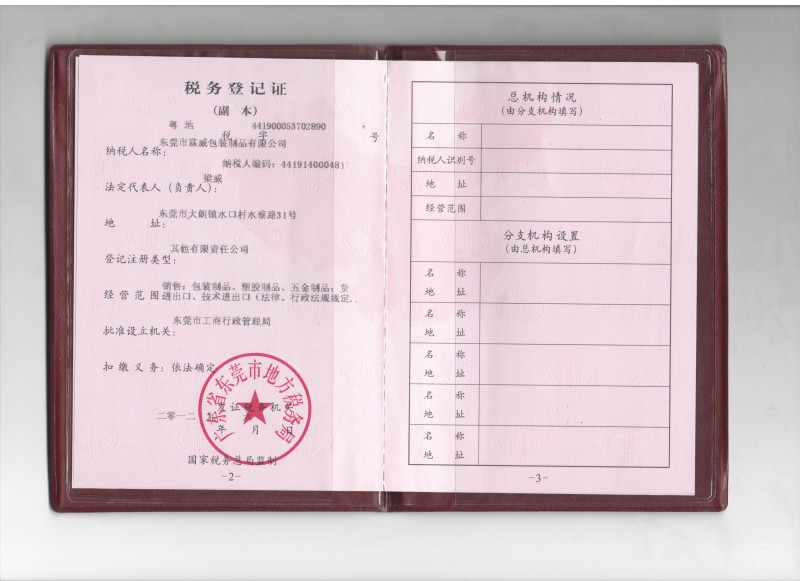 税务登记证
(副 本)
粤 地 441900053702890
税 字 号
东莞市霖威包装制品有限公司
纳税人名称:
纳税人编码: 44191400048
梁威
法定代表人(负责人):
东莞市大朗镇水口村水寮路31号
地 址:
其他有限责任公司
登记注册类型:
销售: 包装制品、塑胶制品、五金制品; 货
经 营 范 围 进出口、技术进出口(法律、行政法规规定
东莞市工商行政管理局
批准设立机关:
扣 缴 义 务: 依法确定
广东省东莞市地方税务局
发证税务机关
二零一二 年 月 日
国家税务总局监制
-2-
总机构情况
(由分支机构填写)
名 称
纳税人识别号
地 址
经营范围
分支机构设置
(由总机构填写)
名 称
地 址
名 称
地 址
名 称
地 址
名 称
地 址
名 称
地 址
-3-